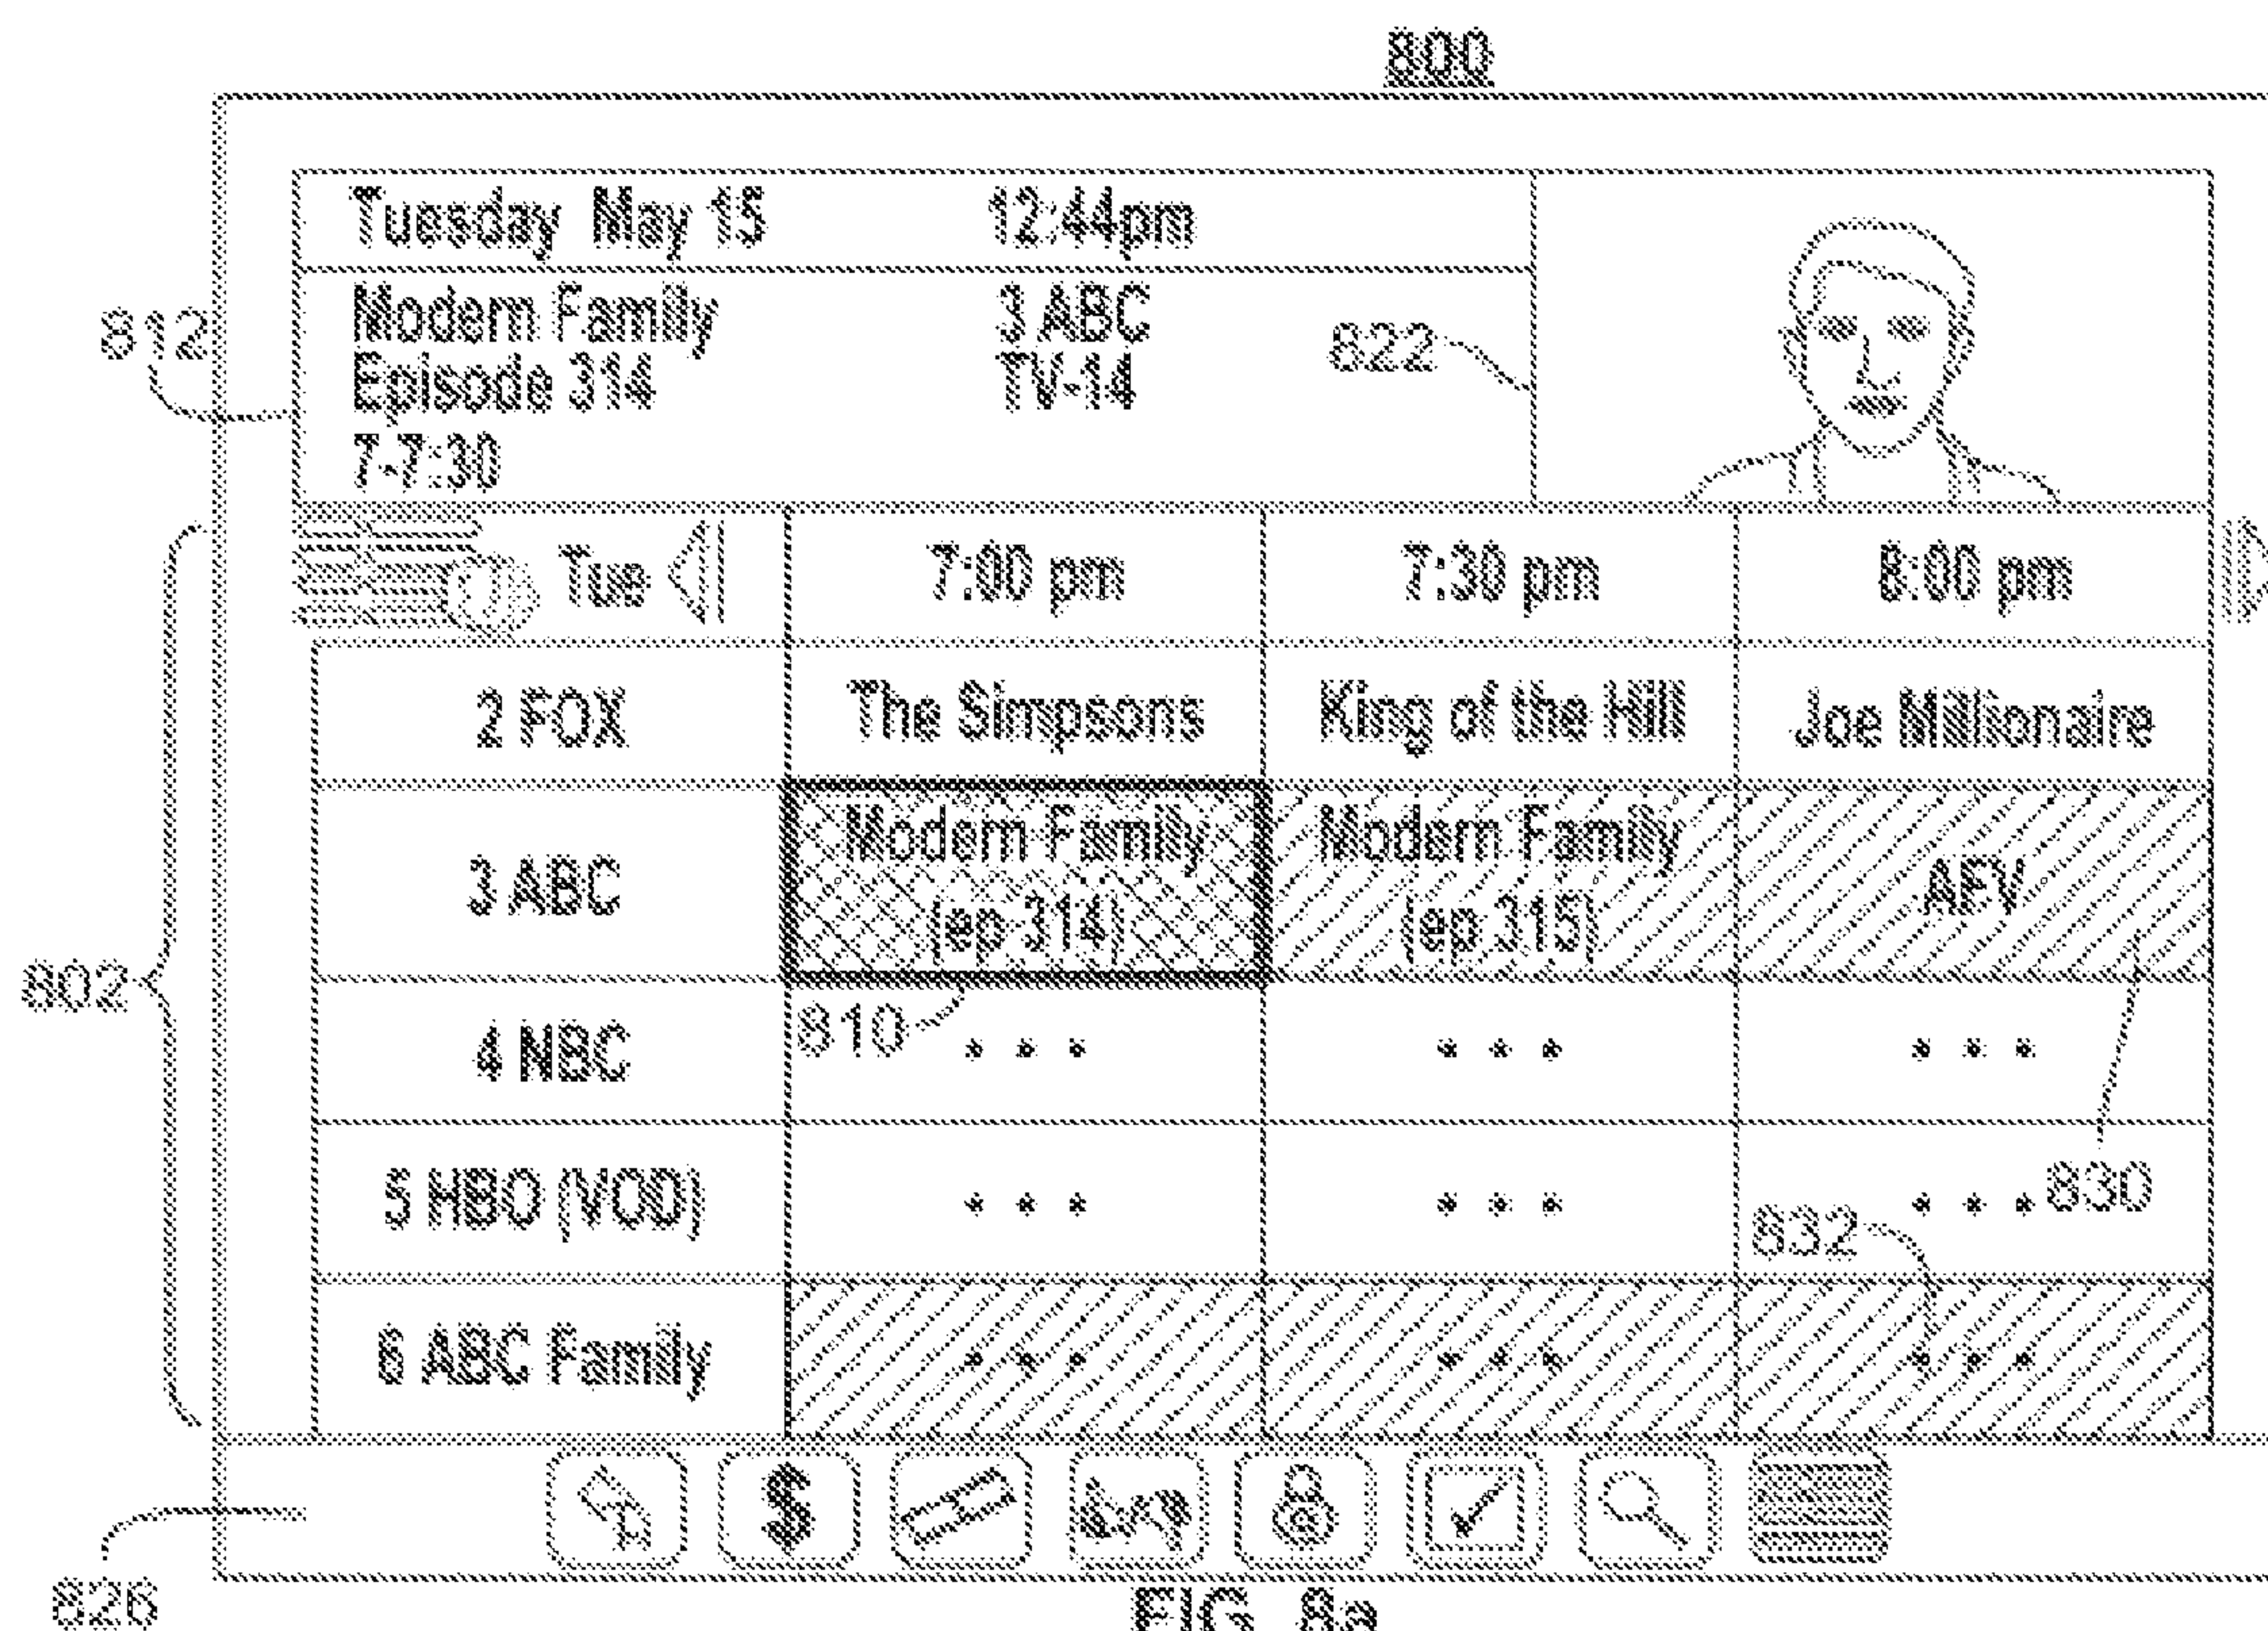 800
Tuesday May 15 12:44pm
812
Modern Family 3 ABC
822
Episode 314 TV-14
7-7:30
Tue 7:00 pm 7:30 pm 8:00 pm
2 FOX The Simpsons King of the Hill Joe Millionaire
3 ABC Modern Family (ep 314) Modern Family (ep 315) AFV
802
810
4 NBC • • • • • • • • •
830
5 HBO (VOD) • • • • • • • • •
832
6 ABC Family • • • • • • • • •
$
826
FIG. 8a